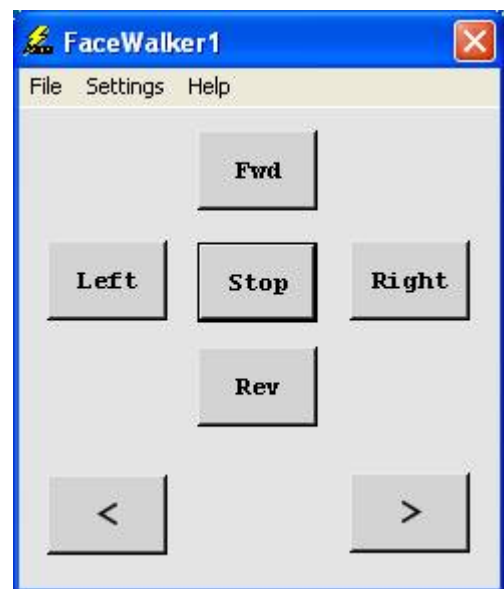 FaceWalker1
File Settings Help
Fwd
Left Stop Right
Rev
< >